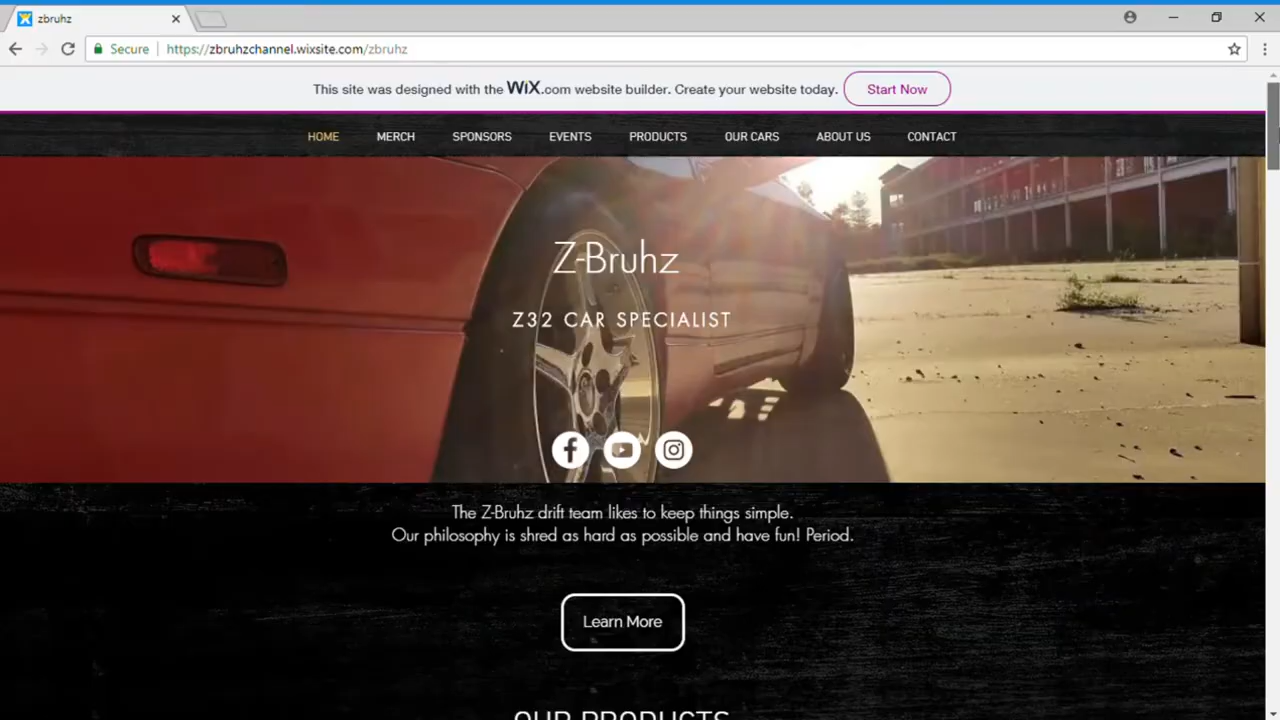 zbruhz
Secure
https://zbruhzchannel.wixsite.com/zbruhz
This site was designed with the WiX.com website builder. Create your website today.
Start Now
HOME MERCH SPONSORS EVENTS PRODUCTS OUR CARS ABOUT US CONTACT
Z-Bruhz
Z32 CAR SPECIALIST
The Z-Bruhz drift team likes to keep things simple.
Our philosophy is shred as hard as possible and have fun! Period.
Learn More
OUR PRODUCTS